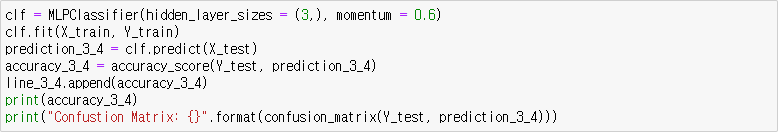 clf = MLPClassifier(hidden_layer_sizes = (3,), momentum = 0.6)
clf.fit(X_train, Y_train)
prediction_3_4 = clf.predict(X_test)
accuracy_3_4 = accuracy_score(Y_test, prediction_3_4)
line_3_4.append(accuracy_3_4)
print(accuracy_3_4)
print("Confustion Matrix: {}".format(confusion_matrix(Y_test, prediction_3_4)))